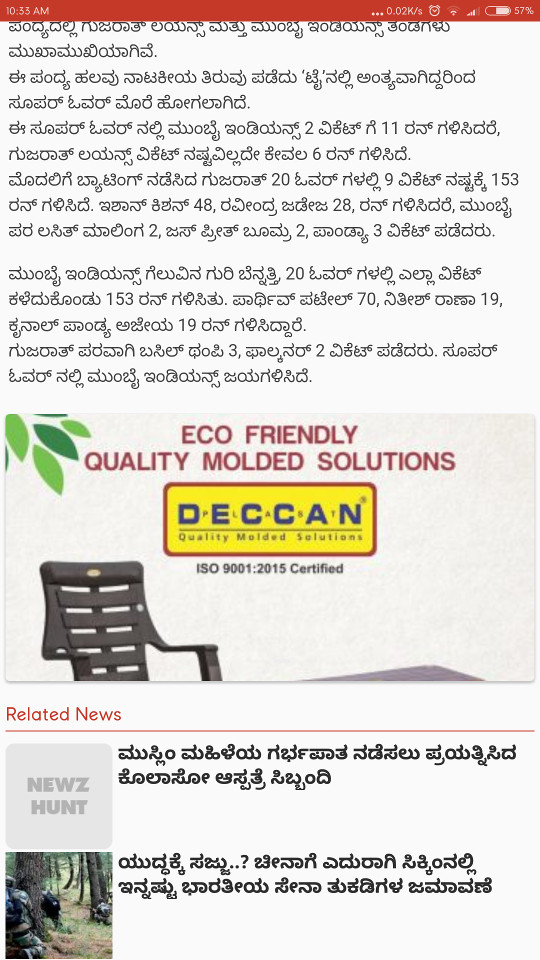 10:33 AM ... 0.02K/s 57%
ಪಂದ್ಯದಲ್ಲಿ ಗುಜರಾತ್ ಲಯನ್ಸ್ ಮತ್ತು ಮುಂಬೈ ಇಂಡಿಯನ್ಸ್ ತಂಡಗಳು
ಮುಖಾಮುಖಿಯಾಗಿವೆ.
ಈ ಪಂದ್ಯ ಹಲವು ನಾಟಕೀಯ ತಿರುವು ಪಡೆದು 'ಟೈ'ನಲ್ಲಿ ಅಂತ್ಯವಾಗಿದ್ದರಿಂದ
ಸೂಪರ್ ಓವರ್ ಮೊರೆ ಹೋಗಲಾಗಿದೆ.
ಈ ಸೂಪರ್ ಓವರ್ ನಲ್ಲಿ ಮುಂಬೈ ಇಂಡಿಯನ್ಸ್ 2 ವಿಕೆಟ್ ಗೆ 11 ರನ್ ಗಳಿಸಿದರೆ,
ಗುಜರಾತ್ ಲಯನ್ಸ್ ವಿಕೆಟ್ ನಷ್ಟವಿಲ್ಲದೇ ಕೇವಲ 6 ರನ್ ಗಳಿಸಿದೆ.
ಮೊದಲಿಗೆ ಬ್ಯಾಟಿಂಗ್ ನಡೆಸಿದ ಗುಜರಾತ್ 20 ಓವರ್ ಗಳಲ್ಲಿ 9 ವಿಕೆಟ್ ನಷ್ಟಕ್ಕೆ 153
ರನ್ ಗಳಿಸಿದೆ. ಇಶಾನ್ ಕಿಶನ್ 48, ರವೀಂದ್ರ ಜಡೇಜ 28, ರನ್ ಗಳಿಸಿದರೆ, ಮುಂಬೈ
ಪರ ಲಸಿತ್ ಮಾಲಿಂಗ 2, ಜಸ್ ಪ್ರೀತ್ ಬೂಮ್ರ 2, ಪಾಂಡ್ಯಾ 3 ವಿಕೆಟ್ ಪಡೆದರು.
ಮುಂಬೈ ಇಂಡಿಯನ್ಸ್ ಗೆಲುವಿನ ಗುರಿ ಬೆನ್ನತ್ತಿ, 20 ಓವರ್ ಗಳಲ್ಲಿ ಎಲ್ಲಾ ವಿಕೆಟ್
ಕಳೆದುಕೊಂಡು 153 ರನ್ ಗಳಿಸಿತು. ಪಾರ್ಥಿವ್ ಪಟೇಲ್ 70, ನಿತೀಶ್ ರಾಣಾ 19,
ಕೃನಾಲ್ ಪಾಂಡ್ಯ ಅಜೇಯ 19 ರನ್ ಗಳಿಸಿದ್ದಾರೆ.
ಗುಜರಾತ್ ಪರವಾಗಿ ಬಸಿಲ್ ಥಂಪಿ 3, ಫಾಲ್ಕನರ್ 2 ವಿಕೆಟ್ ಪಡೆದರು. ಸೂಪರ್
ಓವರ್ ನಲ್ಲಿ ಮುಂಬೈ ಇಂಡಿಯನ್ಸ್ ಜಯಗಳಿಸಿದೆ.
ECO FRIENDLY
QUALITY MOLDED SOLUTIONS
DECCAN®
PLAST
Quality Molded Solutions
ISO 9001:2015 Certified
Related News
NEWZ
HUNT
ಮುಸ್ಲಿಂ ಮಹಿಳೆಯ ಗರ್ಭಪಾತ ನಡೆಸಲು ಪ್ರಯತ್ನಿಸಿದ
ಕೊಲಾಸೋ ಆಸ್ಪತ್ರೆ ಸಿಬ್ಬಂದಿ
ಯುದ್ಧಕ್ಕೆ ಸಜ್ಜು..? ಚೀನಾಗೆ ಎದುರಾಗಿ ಸಿಕ್ಕಿಂನಲ್ಲಿ
ಇನ್ನಷ್ಟು ಭಾರತೀಯ ಸೇನಾ ತುಕಡಿಗಳ ಜಮಾವಣೆ